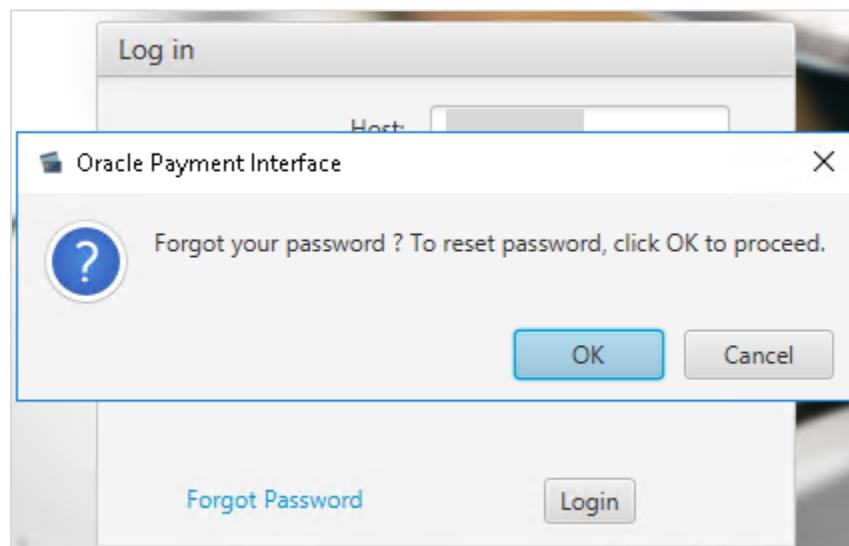 Log in
Host:
Oracle Payment Interface
Forgot your password ? To reset password, click OK to proceed.
OK
Cancel
Forgot Password
Login